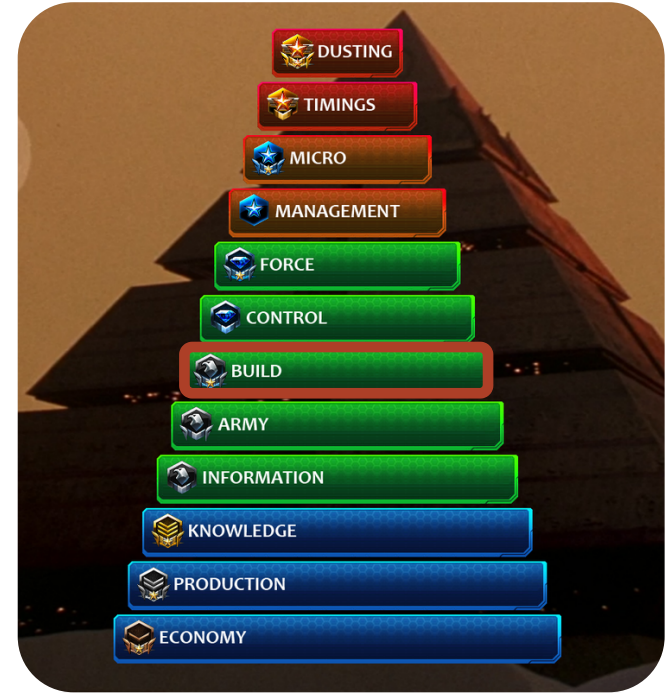 DUSTING
TIMINGS
MICRO
MANAGEMENT
FORCE
CONTROL
BUILD
ARMY
INFORMATION
KNOWLEDGE
PRODUCTION
ECONOMY